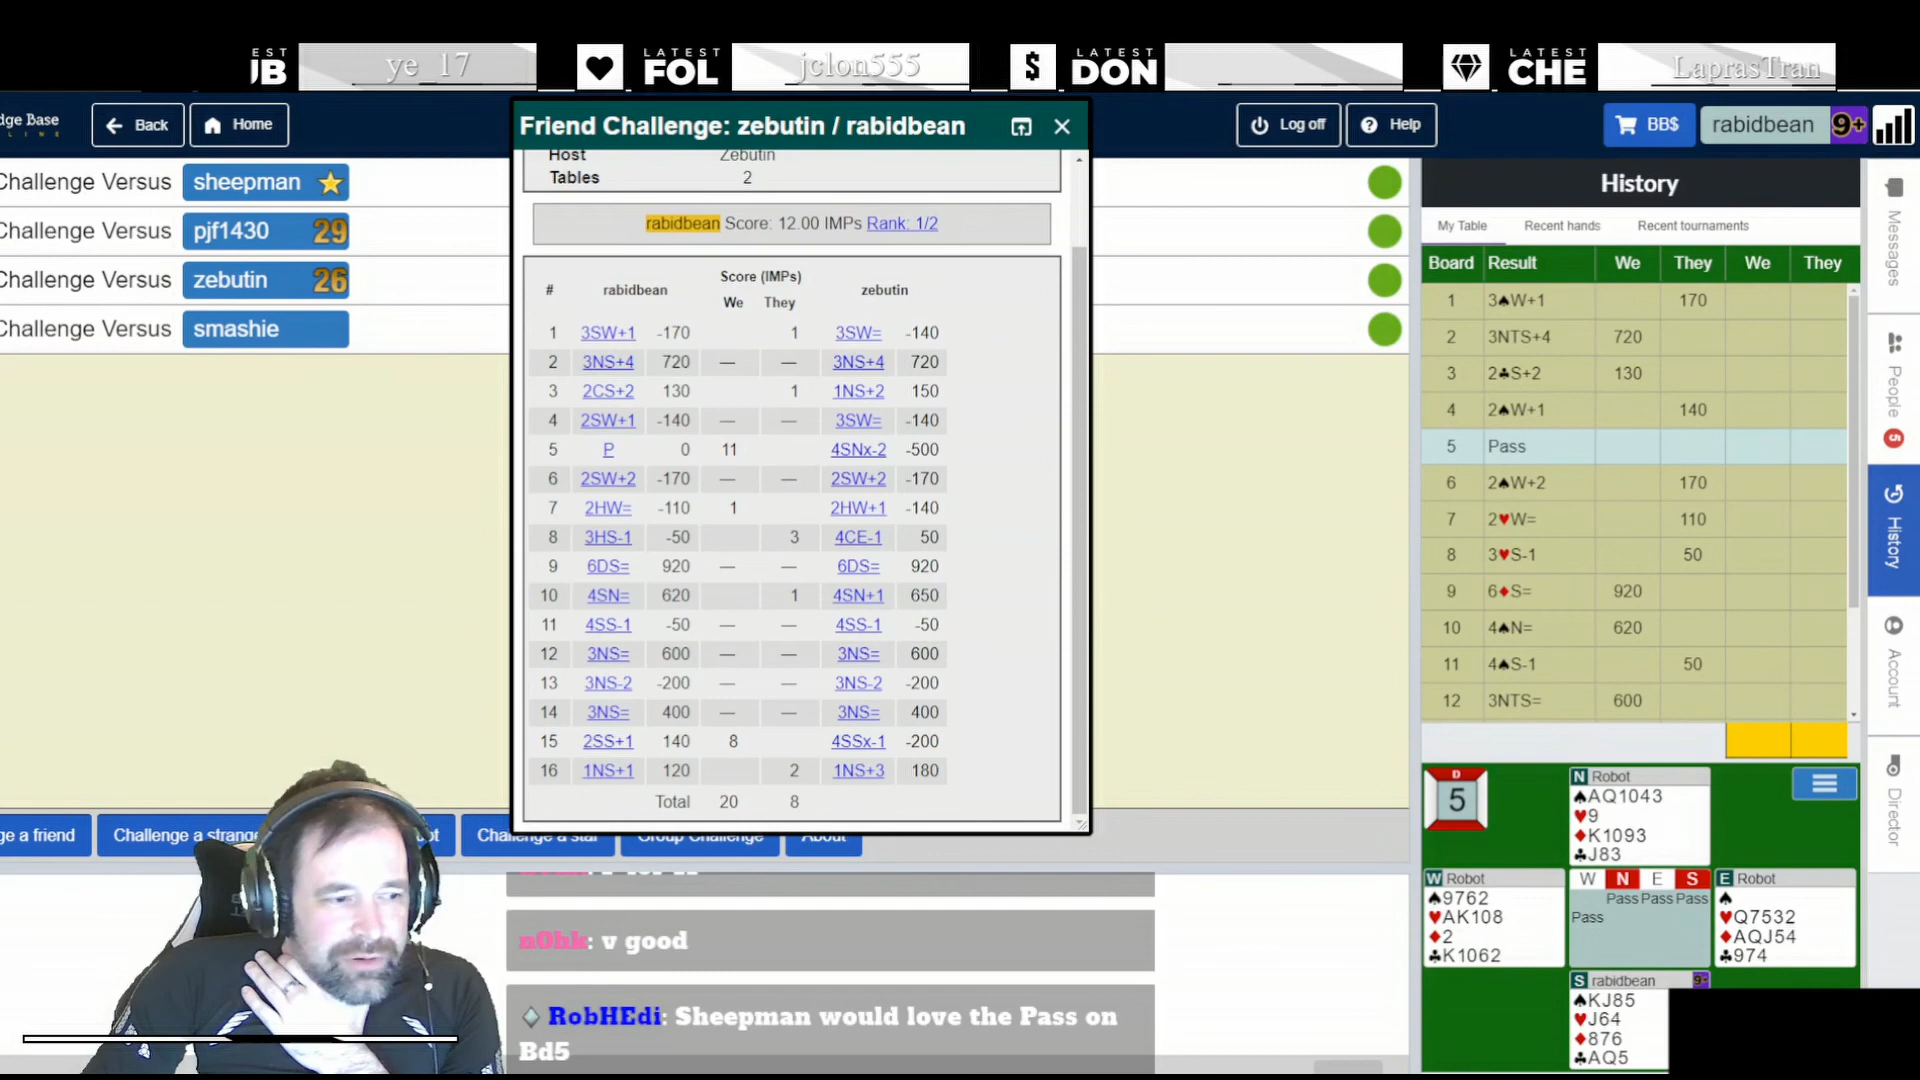 EST
JB
ye_17
LATEST
FOL
jclon555
LATEST
DON
LATEST
CHE
LaprasTran
dge Base
L I N E
Back
Home
Log off
Help
BB$
rabidbean 9+
Challenge Versus sheepman
Challenge Versus pjf1430 29
Challenge Versus zebutin 26
Challenge Versus smashie
Friend Challenge: zebutin / rabidbean
Host Zebutin
Tables 2
rabidbean Score: 12.00 IMPs Rank: 1/2
# rabidbean Score (IMPs) zebutin
We They
1 3SW+1 -170 1 3SW= -140
2 3NS+4 720 — — 3NS+4 720
3 2CS+2 130 1 1NS+2 150
4 2SW+1 -140 — — 3SW= -140
5 P 0 11 4SNx-2 -500
6 2SW+2 -170 — — 2SW+2 -170
7 2HW= -110 1 2HW+1 -140
8 3HS-1 -50 3 4CE-1 50
9 6DS= 920 — — 6DS= 920
10 4SN= 620 1 4SN+1 650
11 4SS-1 -50 — — 4SS-1 -50
12 3NS= 600 — — 3NS= 600
13 3NS-2 -200 — — 3NS-2 -200
14 3NS= 400 — — 3NS= 400
15 2SS+1 140 8 4SSx-1 -200
16 1NS+1 120 2 1NS+3 180
Total 20 8
History
My Table Recent hands Recent tournaments
Board Result We They We They
1 3♠W+1 170
2 3NTS+4 720
3 2♣S+2 130
4 2♠W+1 140
5 Pass
6 2♠W+2 170
7 2♥W= 110
8 3♥S-1 50
9 6♦S= 920
10 4♠N= 620
11 4♠S-1 50
12 3NTS= 600
Messages
People
5
History
Account
Director
ge a friend
Challenge a strange
ot
Challenge a star
Group Challenge
About
n0hk: v good
RobHEdi: Sheepman would love the Pass on
Bd5
D
5
N Robot
♠AQ1043
♥9
♦K1093
♣J83
W Robot
♠9762
♥AK108
♦2
♣K1062
W N E S
Pass Pass Pass
Pass
E Robot
♠
♥Q7532
♦AQJ54
♣974
S rabidbean 9+
♠KJ85
♥J64
♦876
♣AQ5